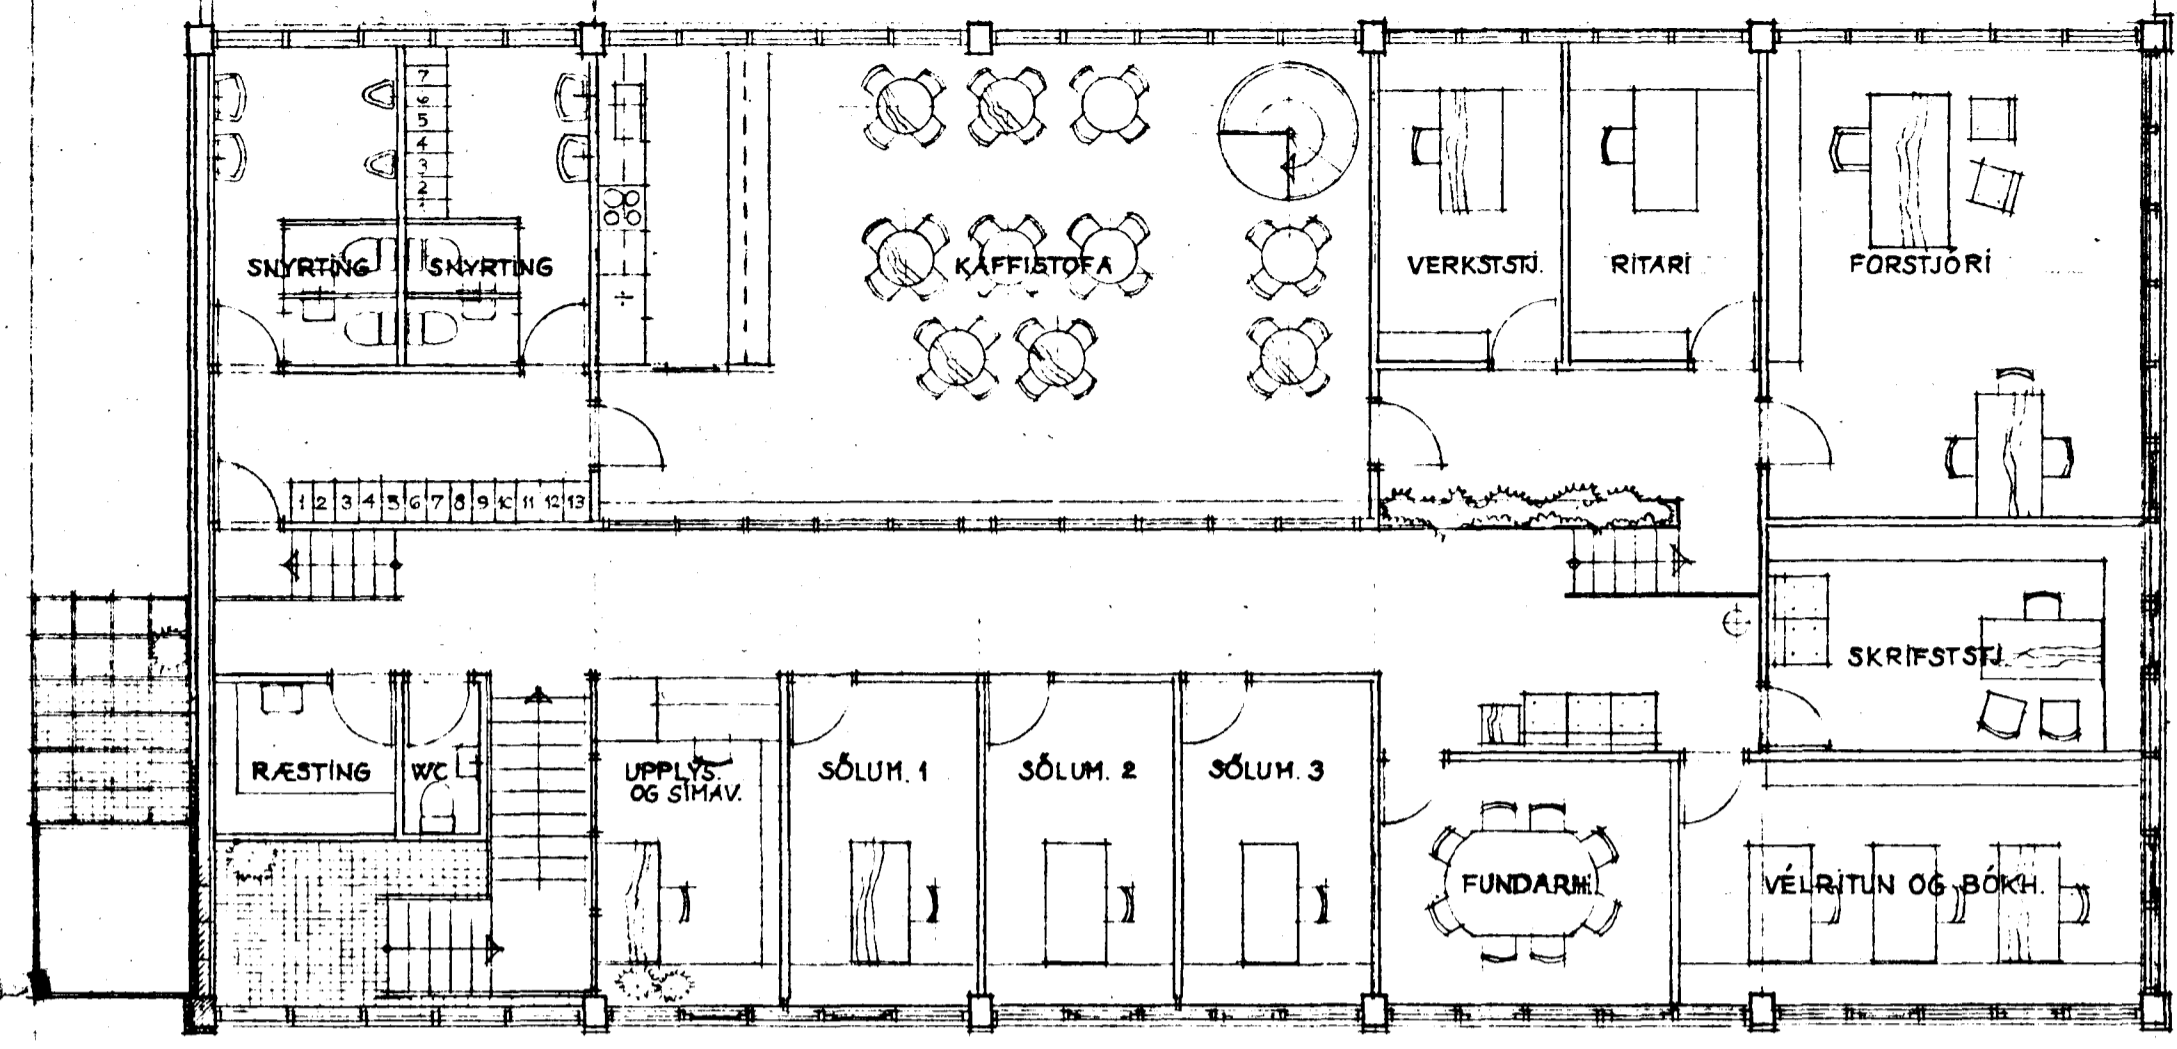 7
6
5
4
3
2
1
SNYRTING
SNYRTING
KAFFISTOFA
VERKSTSTJ.
RITARI
FORSTJÓRI
1 2 3 4 5 6 7 8 9 10 11 12 13
SKRIFSTSTJ.
RÆSTING
WC
UPPLÝS.
OG SÍMAV.
SÖLUM. 1
SÖLUM. 2
SÖLUM. 3
FUNDARH.
VÉLRITUN OG BÓKH.